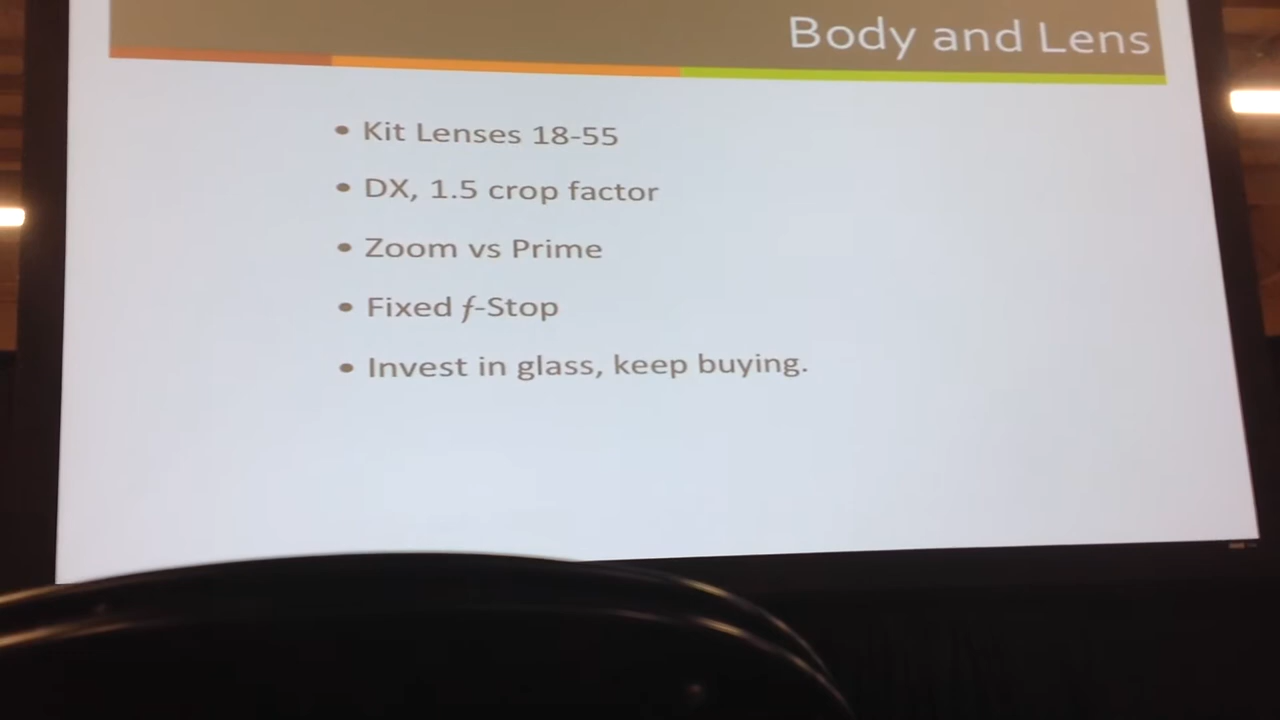 Body and Lens
• Kit Lenses 18-55
• DX, 1.5 crop factor
• Zoom vs Prime
• Fixed f-Stop
• Invest in glass, keep buying.